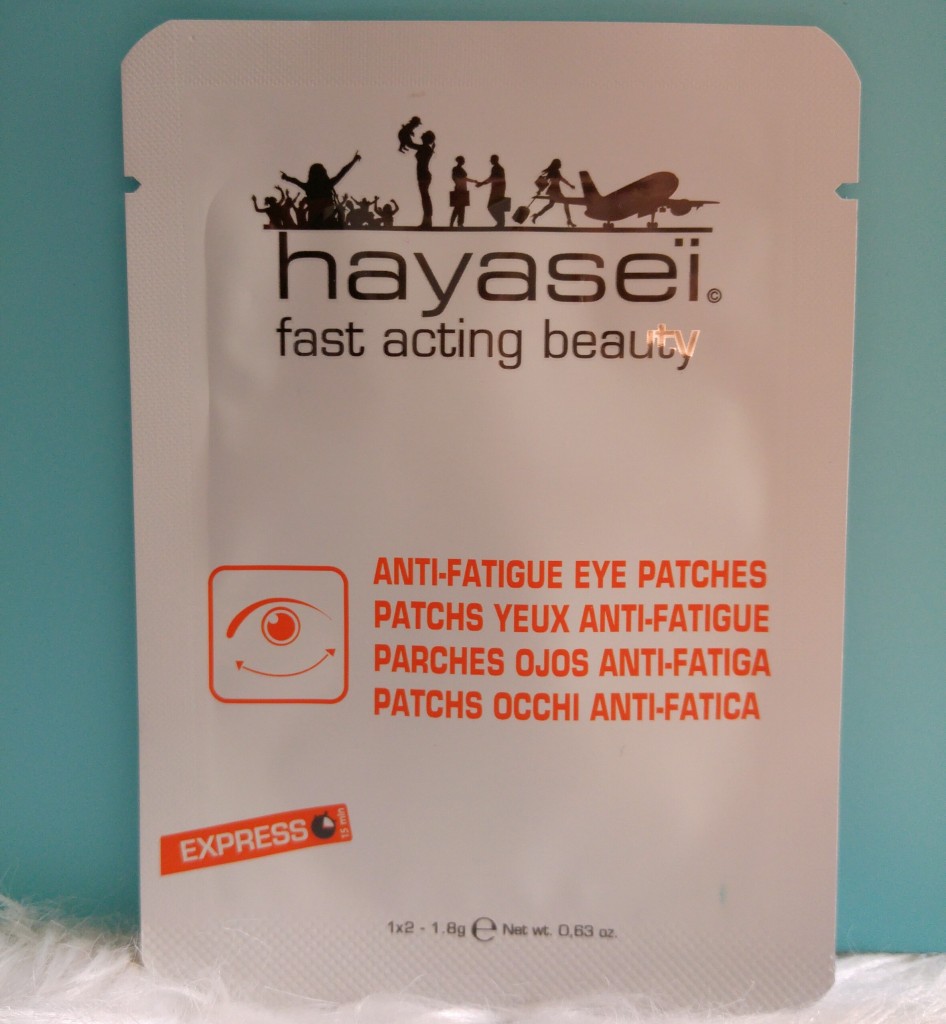 hayaseï©
fast acting beauty
ANTI-FATIGUE EYE PATCHES
PATCHS YEUX ANTI-FATIGUE
PARCHES OJOS ANTI-FATIGA
PATCHS OCCHI ANTI-FATICA
EXPRESS 15 min
1x2 - 1.8g ℮ Net wt. 0,63 oz.